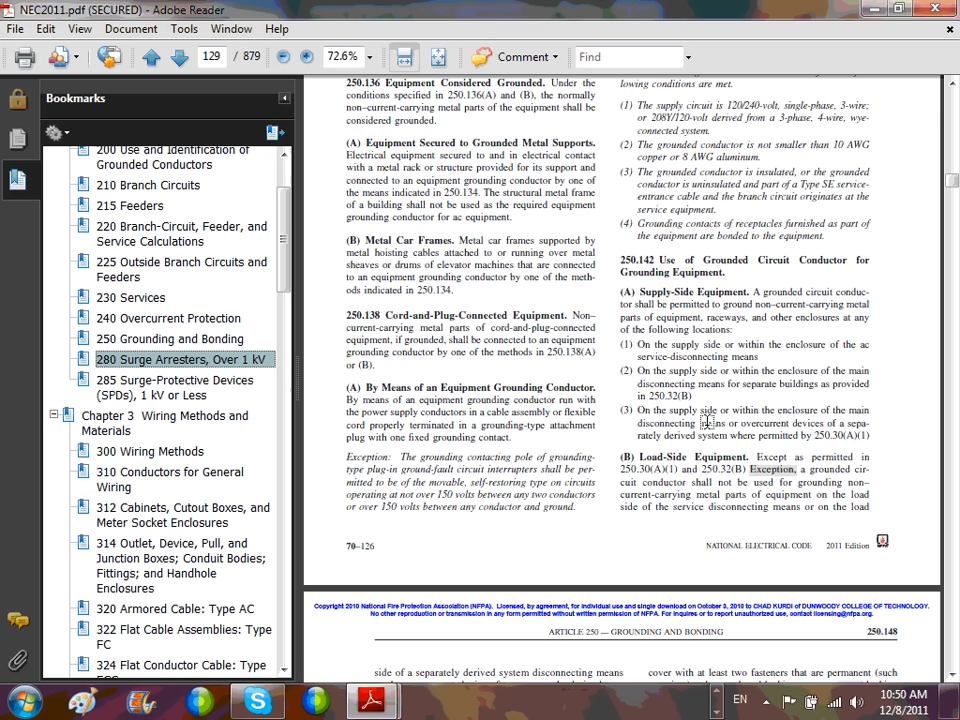 NEC2011.pdf (SECURED) - Adobe Reader
File Edit View Document Tools Window Help
129 / 879 72.6% Comment Find
Bookmarks
200 Use and Identification of
Grounded Conductors
210 Branch Circuits
215 Feeders
220 Branch-Circuit, Feeder, and
Service Calculations
225 Outside Branch Circuits and
Feeders
230 Services
240 Overcurrent Protection
250 Grounding and Bonding
280 Surge Arresters, Over 1 kV
285 Surge-Protective Devices
(SPDs), 1 kV or Less
Chapter 3 Wiring Methods and
Materials
300 Wiring Methods
310 Conductors for General
Wiring
312 Cabinets, Cutout Boxes, and
Meter Socket Enclosures
314 Outlet, Device, Pull, and
Junction Boxes; Conduit Bodies;
Fittings; and Handhole
Enclosures
320 Armored Cable: Type AC
322 Flat Cable Assemblies: Type
FC
324 Flat Conductor Cable: Type
250.136 Equipment Considered Grounded. Under the
conditions specified in 250.136(A) and (B), the normally
non–current-carrying metal parts of the equipment shall be
considered grounded.
(A) Equipment Secured to Grounded Metal Supports.
Electrical equipment secured to and in electrical contact
with a metal rack or structure provided for its support and
connected to an equipment grounding conductor by one of
the means indicated in 250.134. The structural metal frame
of a building shall not be used as the required equipment
grounding conductor for ac equipment.
(B) Metal Car Frames. Metal car frames supported by
metal hoisting cables attached to or running over metal
sheaves or drums of elevator machines that are connected
to an equipment grounding conductor by one of the meth-
ods indicated in 250.134.
250.138 Cord-and-Plug-Connected Equipment. Non–
current-carrying metal parts of cord-and-plug-connected
equipment, if grounded, shall be connected to an equipment
grounding conductor by one of the methods in 250.138(A)
or (B).
(A) By Means of an Equipment Grounding Conductor.
By means of an equipment grounding conductor run with
the power supply conductors in a cable assembly or flexible
cord properly terminated in a grounding-type attachment
plug with one fixed grounding contact.
Exception: The grounding contacting pole of grounding-
type plug-in ground-fault circuit interrupters shall be per-
mitted to be of the movable, self-restoring type on circuits
operating at not over 150 volts between any two conductors
or over 150 volts between any conductor and ground.
lowing conditions are met.
(1) The supply circuit is 120/240-volt, single-phase, 3-wire;
or 208Y/120-volt derived from a 3-phase, 4-wire, wye-
connected system.
(2) The grounded conductor is not smaller than 10 AWG
copper or 8 AWG aluminum.
(3) The grounded conductor is insulated, or the grounded
conductor is uninsulated and part of a Type SE service-
entrance cable and the branch circuit originates at the
service equipment.
(4) Grounding contacts of receptacles furnished as part of
the equipment are bonded to the equipment.
250.142 Use of Grounded Circuit Conductor for
Grounding Equipment.
(A) Supply-Side Equipment. A grounded circuit conduc-
tor shall be permitted to ground non–current-carrying metal
parts of equipment, raceways, and other enclosures at any
of the following locations:
(1) On the supply side or within the enclosure of the ac
service-disconnecting means
(2) On the supply side or within the enclosure of the main
disconnecting means for separate buildings as provided
in 250.32(B)
(3) On the supply side or within the enclosure of the main
disconnecting means or overcurrent devices of a sepa-
rately derived system where permitted by 250.30(A)(1)
(B) Load-Side Equipment. Except as permitted in
250.30(A)(1) and 250.32(B) Exception, a grounded cir-
cuit conductor shall not be used for grounding non–
current-carrying metal parts of equipment on the load
side of the service disconnecting means or on the load
70–126 NATIONAL ELECTRICAL CODE 2011 Edition
Copyright 2010 National Fire Protection Association (NFPA). Licensed, by agreement, for individual use and single download on October 3, 2010 to CHAD KURDI of DUNWOODY COLLEGE OF TECHNOLOGY.
No other reproduction or transmission in any form permitted without written permission of NFPA. For inquires or to report unauthorized use, contact licensing@nfpa.org.
ARTICLE 250 — GROUNDING AND BONDING 250.148
side of a separately derived system disconnecting means
cover with at least two fasteners that are permanent (such
EN
10:50 AM
12/8/2011